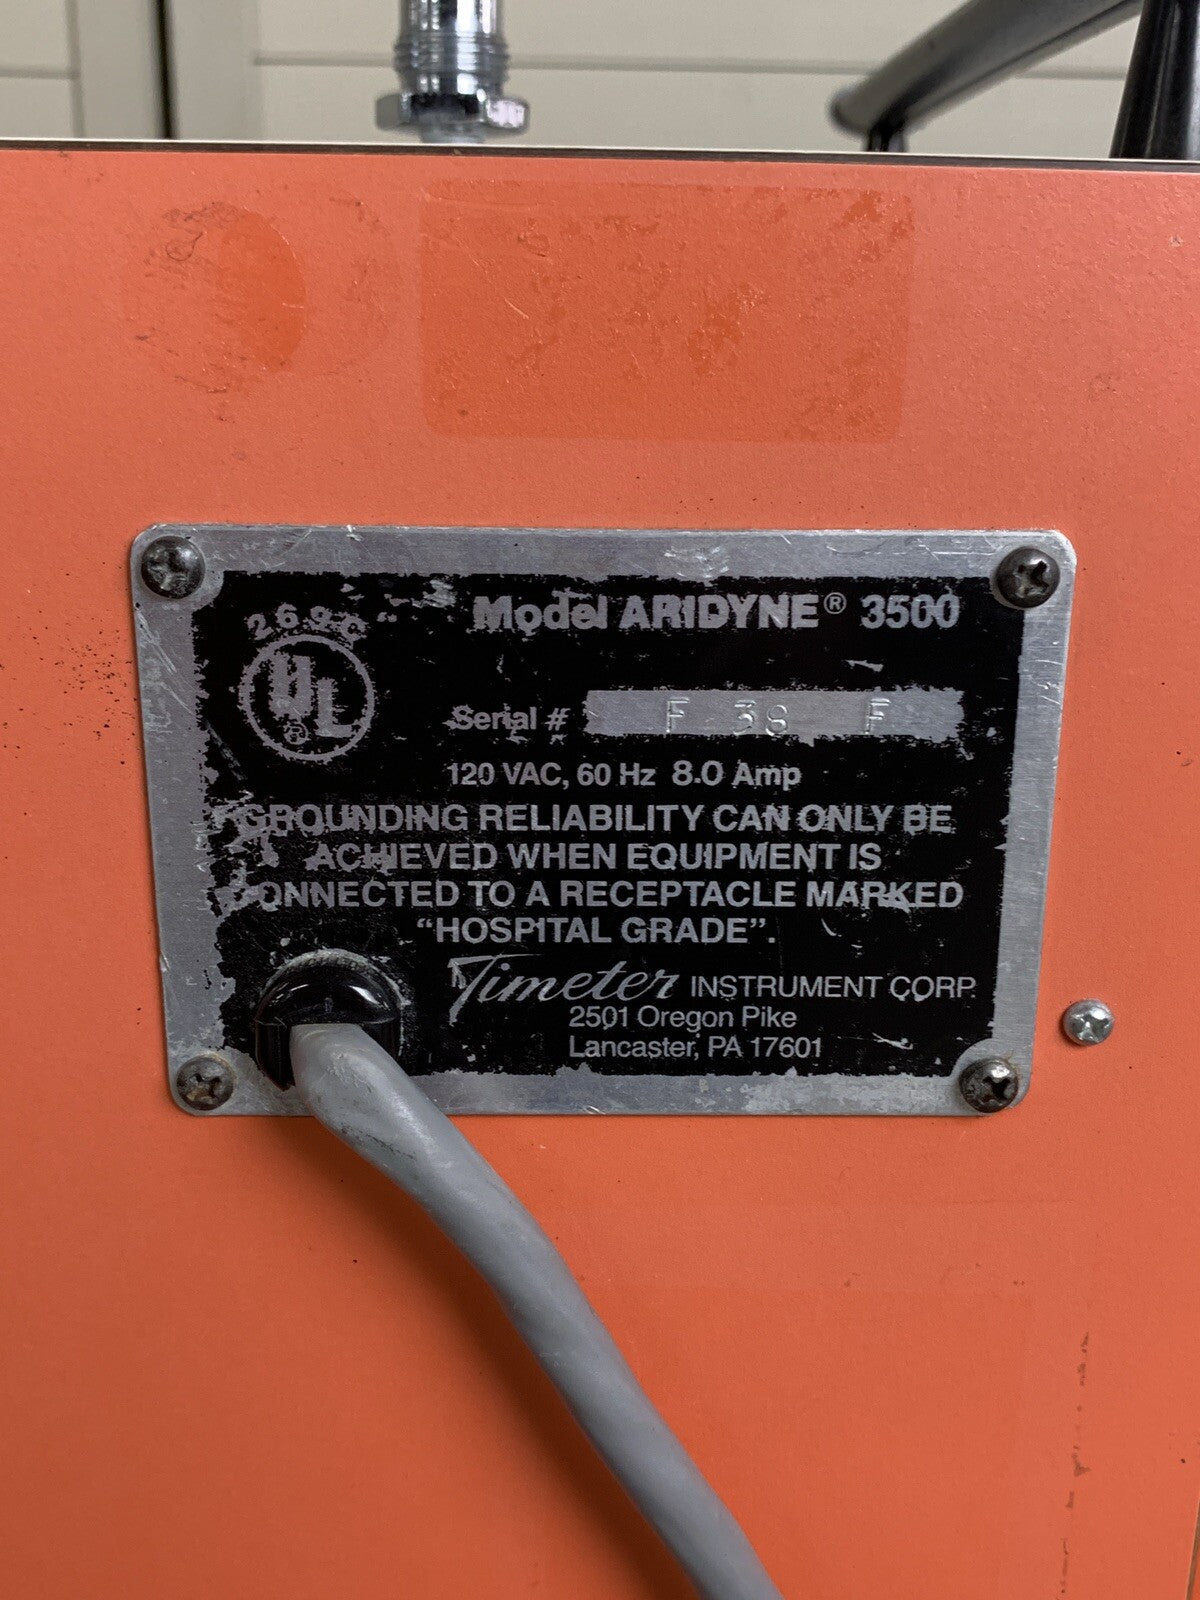 Model ARIDYNE® 3500
UL
®
Serial # F 38 F
120 VAC, 60 Hz 8.0 Amp
GROUNDING RELIABILITY CAN ONLY BE
ACHIEVED WHEN EQUIPMENT IS
CONNECTED TO A RECEPTACLE MARKED
“HOSPITAL GRADE”.
Timeter INSTRUMENT CORP.
2501 Oregon Pike
Lancaster, PA 17601